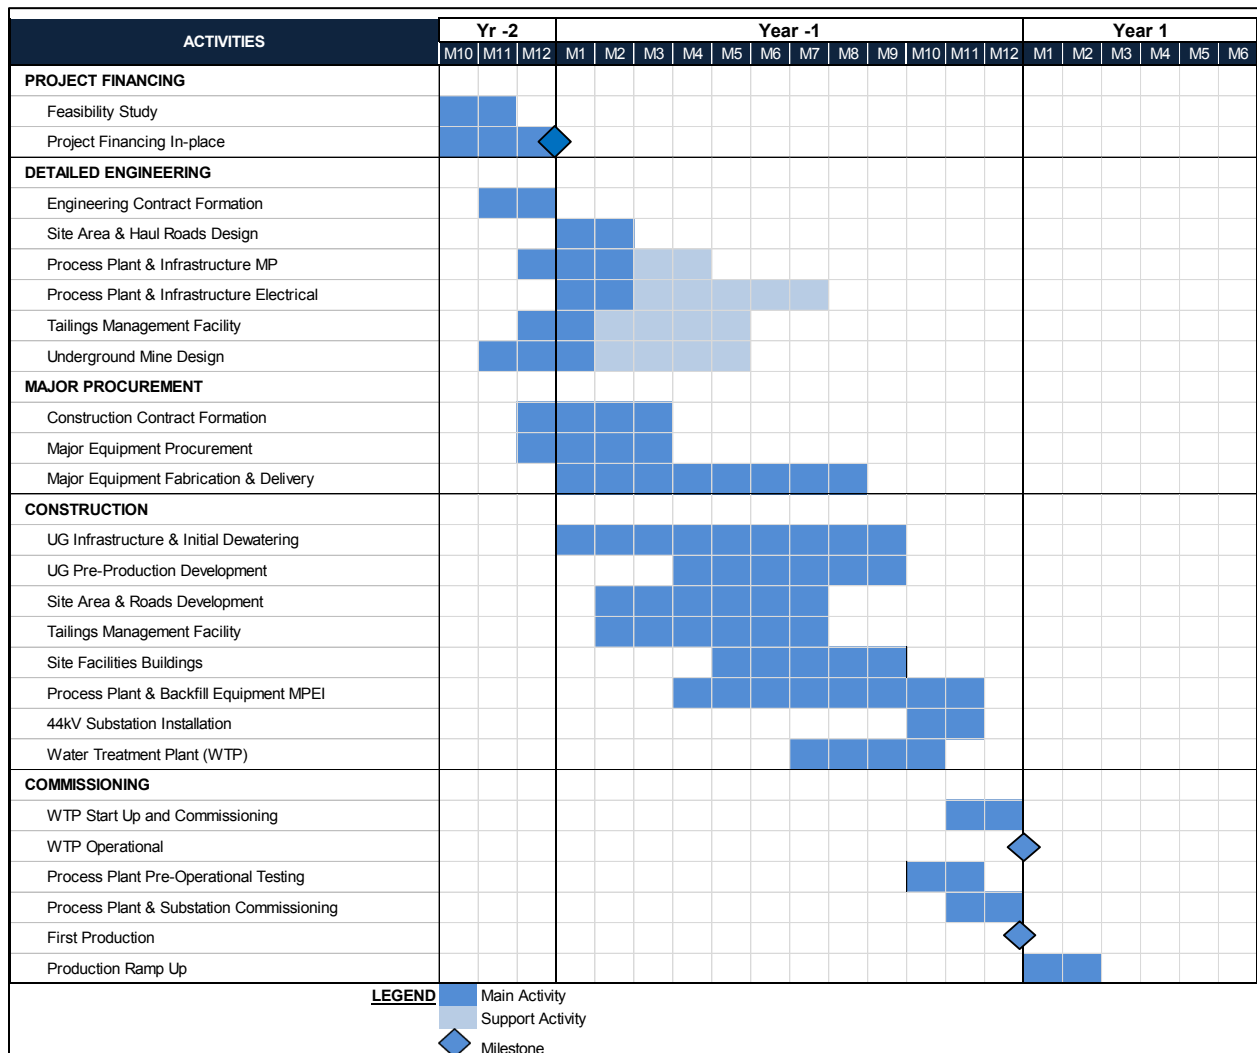 ACTIVITIES
Yr -2 Year -1 Year 1
M10 M11 M12 M1 M2 M3 M4 M5 M6 M7 M8 M9 M10 M11 M12 M1 M2 M3 M4 M5 M6
PROJECT FINANCING
Feasibility Study
Project Financing In-place
DETAILED ENGINEERING
Engineering Contract Formation
Site Area & Haul Roads Design
Process Plant & Infrastructure MP
Process Plant & Infrastructure Electrical
Tailings Management Facility
Underground Mine Design
MAJOR PROCUREMENT
Construction Contract Formation
Major Equipment Procurement
Major Equipment Fabrication & Delivery
CONSTRUCTION
UG Infrastructure & Initial Dewatering
UG Pre-Production Development
Site Area & Roads Development
Tailings Management Facility
Site Facilities Buildings
Process Plant & Backfill Equipment MPEI
44kV Substation Installation
Water Treatment Plant (WTP)
COMMISSIONING
WTP Start Up and Commissioning
WTP Operational
Process Plant Pre-Operational Testing
Process Plant & Substation Commissioning
First Production
Production Ramp Up
LEGEND Main Activity
Support Activity
Milestone